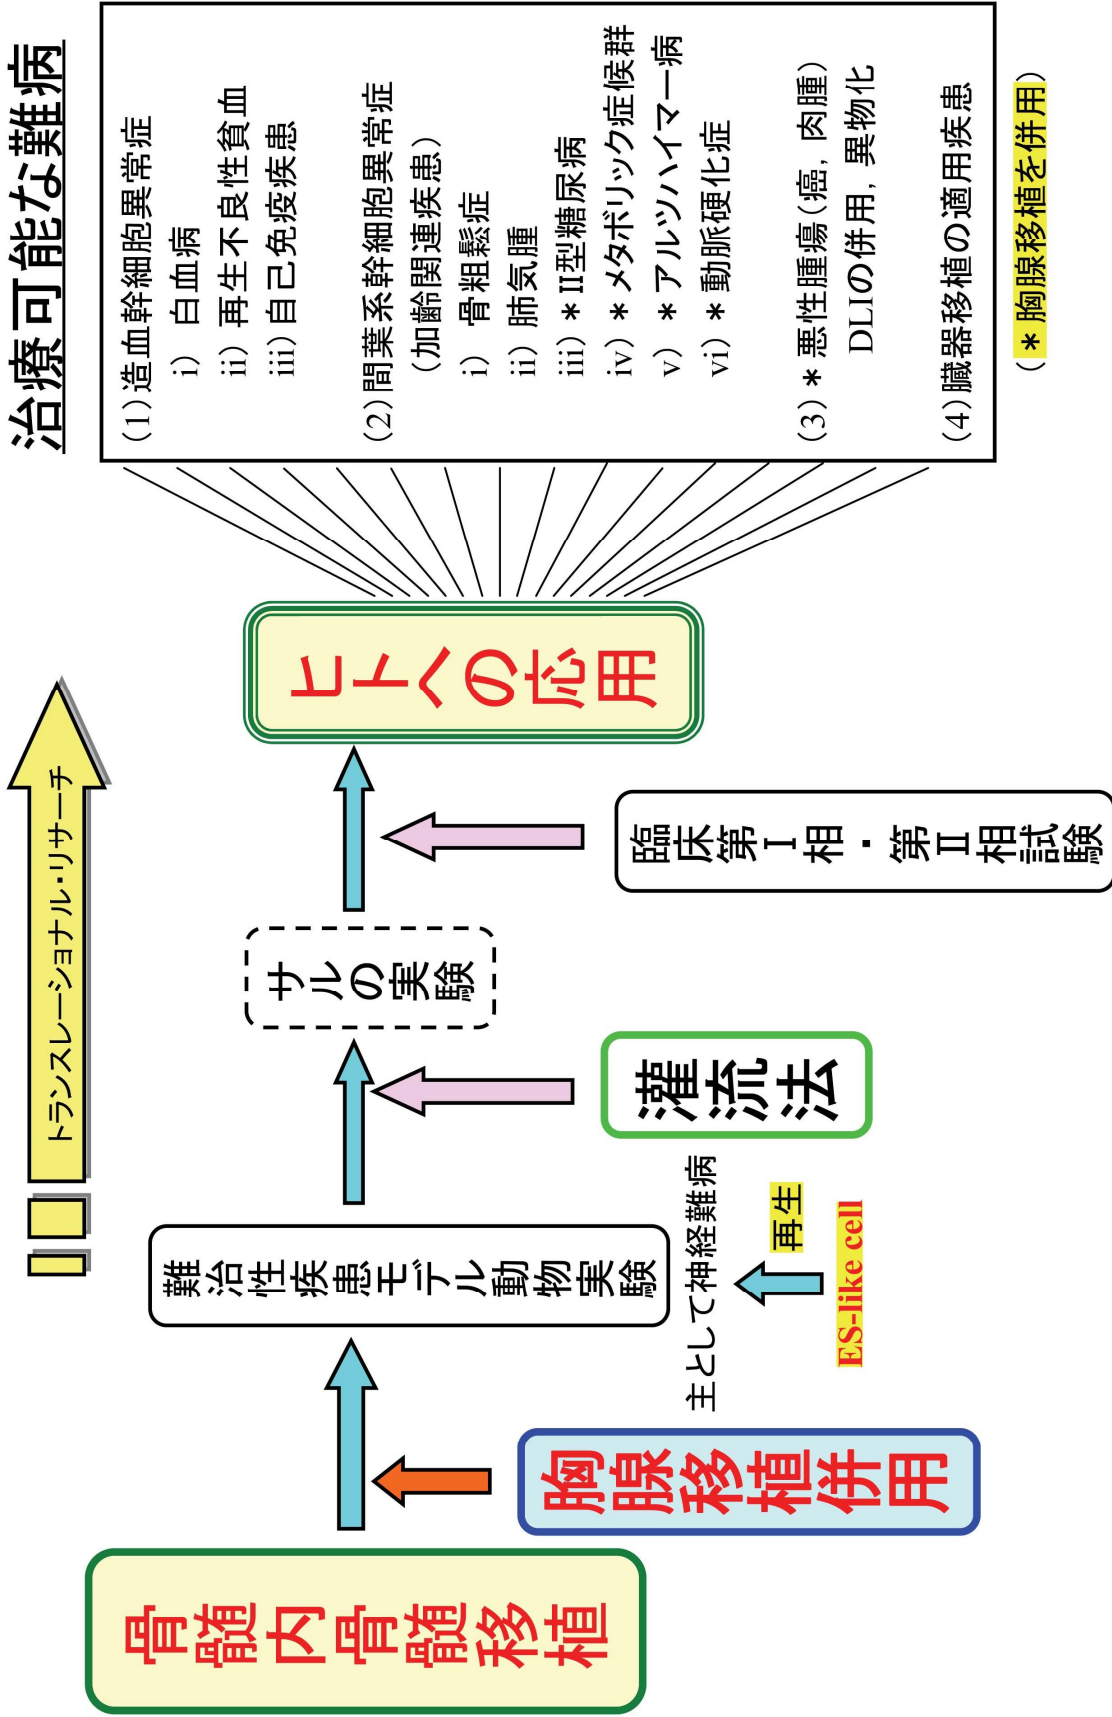 トランスレーショナル・リサーチ
治療可能な難病
骨髄内骨髄移植
胸腺移植併用
難治性疾患モデル動物実験
主として神経難病
再生
ES-like cell
灌流法
サルの実験
臨床第Ⅰ相・第Ⅱ相試験
ヒトへの応用
(1)造血幹細胞異常症
i) 白血病
ii) 再生不良性貧血
iii) 自己免疫疾患
(2)間葉系幹細胞異常症
(加齢関連疾患)
i) 骨粗鬆症
ii) 肺気腫
iii) ＊II型糖尿病
iv) ＊メタボリック症候群
v) ＊アルツハイマー病
vi) ＊動脈硬化症
(3)＊悪性腫瘍(癌, 肉腫)
DLIの併用, 異物化
(4)臓器移植の適用疾患
(＊胸腺移植を併用)